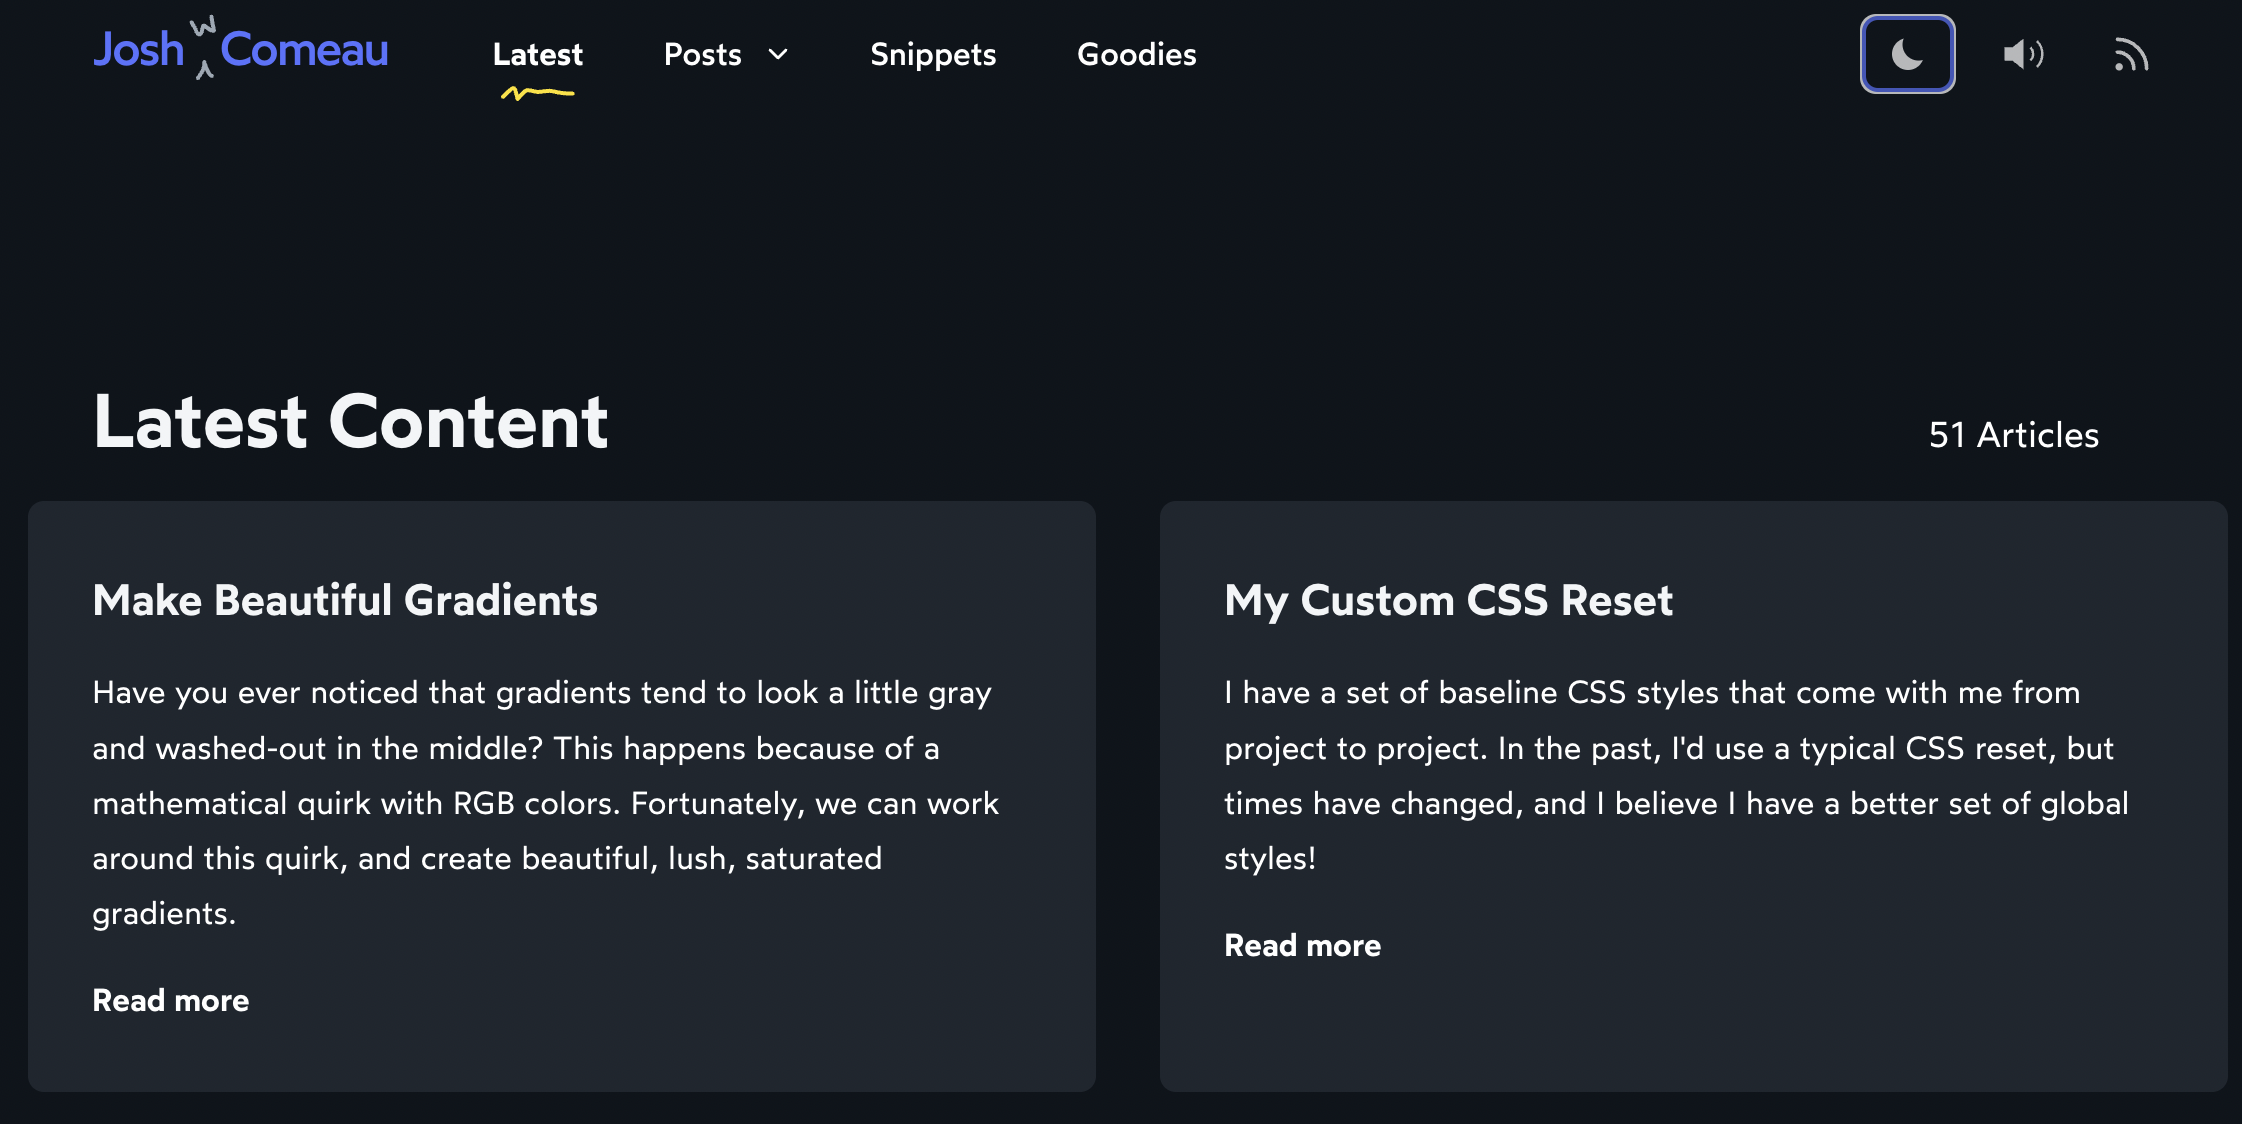 Josh W Comeau
Latest
Posts
Snippets
Goodies
Latest Content
51 Articles
Make Beautiful Gradients
Have you ever noticed that gradients tend to look a little gray
and washed-out in the middle? This happens because of a
mathematical quirk with RGB colors. Fortunately, we can work
around this quirk, and create beautiful, lush, saturated
gradients.
Read more
My Custom CSS Reset
I have a set of baseline CSS styles that come with me from
project to project. In the past, I'd use a typical CSS reset, but
times have changed, and I believe I have a better set of global
styles!
Read more